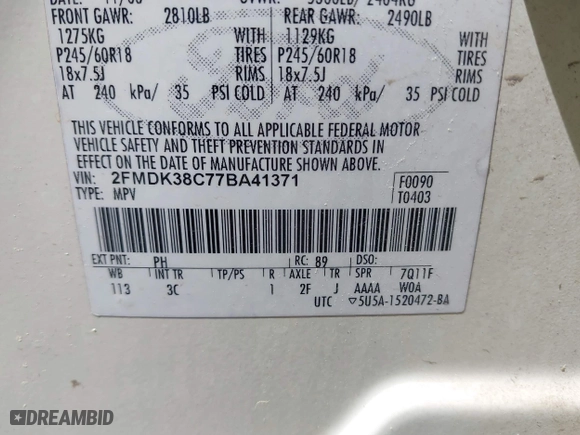 FRONT GAWR: 2810LB REAR GAWR: 2490LB
1275KG WITH 1129KG WITH
P245/60R18 TIRES P245/60R18 TIRES
18x7.5J RIMS 18x7.5J RIMS
AT 240 kPa/ 35 PSI COLD AT 240 kPa/ 35 PSI COLD
THIS VEHICLE CONFORMS TO ALL APPLICABLE FEDERAL MOTOR
VEHICLE SAFETY AND THEFT PREVENTION STANDARDS IN
EFFECT ON THE DATE OF MANUFACTURE SHOWN ABOVE.
VIN: 2FMDK38C77BA41371 F0090
TYPE: MPV T0403
EXT PNT: PH RC: 89 DSO:
WB INT TR TP/PS R AXLE TR SPR 7Q11F
113 3C 1 2F J AAAA W0A
UTC ▽5U5A-1520472-BA
DREAMBID